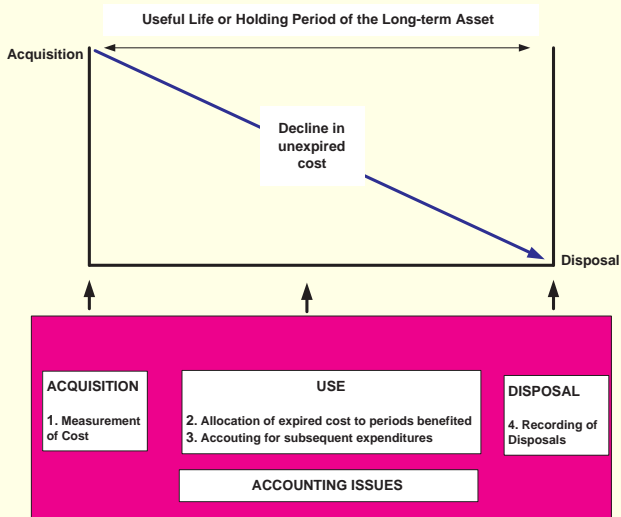 Useful Life or Holding Period of the Long-term Asset
Acquisition
Decline in
unexpired
cost
Disposal
ACQUISITION
1. Measurement
of Cost
USE
2. Allocation of expired cost to periods benefited
3. Accouting for subsequent expenditures
DISPOSAL
4. Recording of
Disposals
ACCOUNTING ISSUES